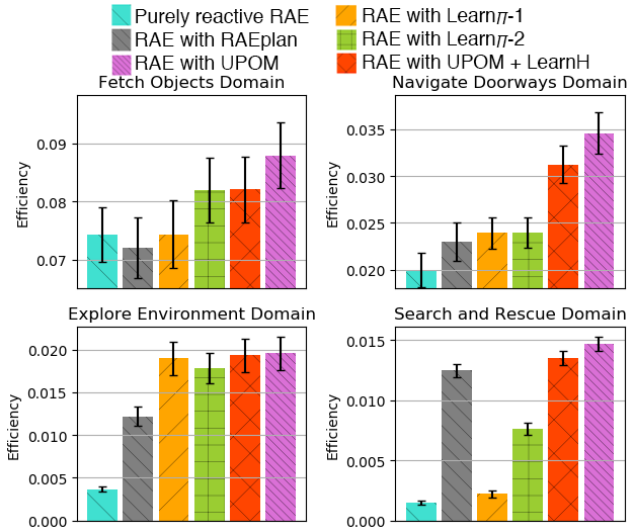 Purely reactive RAE
RAE with RAEplan
RAE with UPOM
RAE with Learnπ-1
RAE with Learnπ-2
RAE with UPOM + LearnH
Fetch Objects Domain
Efficiency
0.09
0.08
0.07
Navigate Doorways Domain
Efficiency
0.035
0.030
0.025
0.020
Explore Environment Domain
Efficiency
0.020
0.015
0.010
0.005
0.000
Search and Rescue Domain
Efficiency
0.015
0.010
0.005
0.000